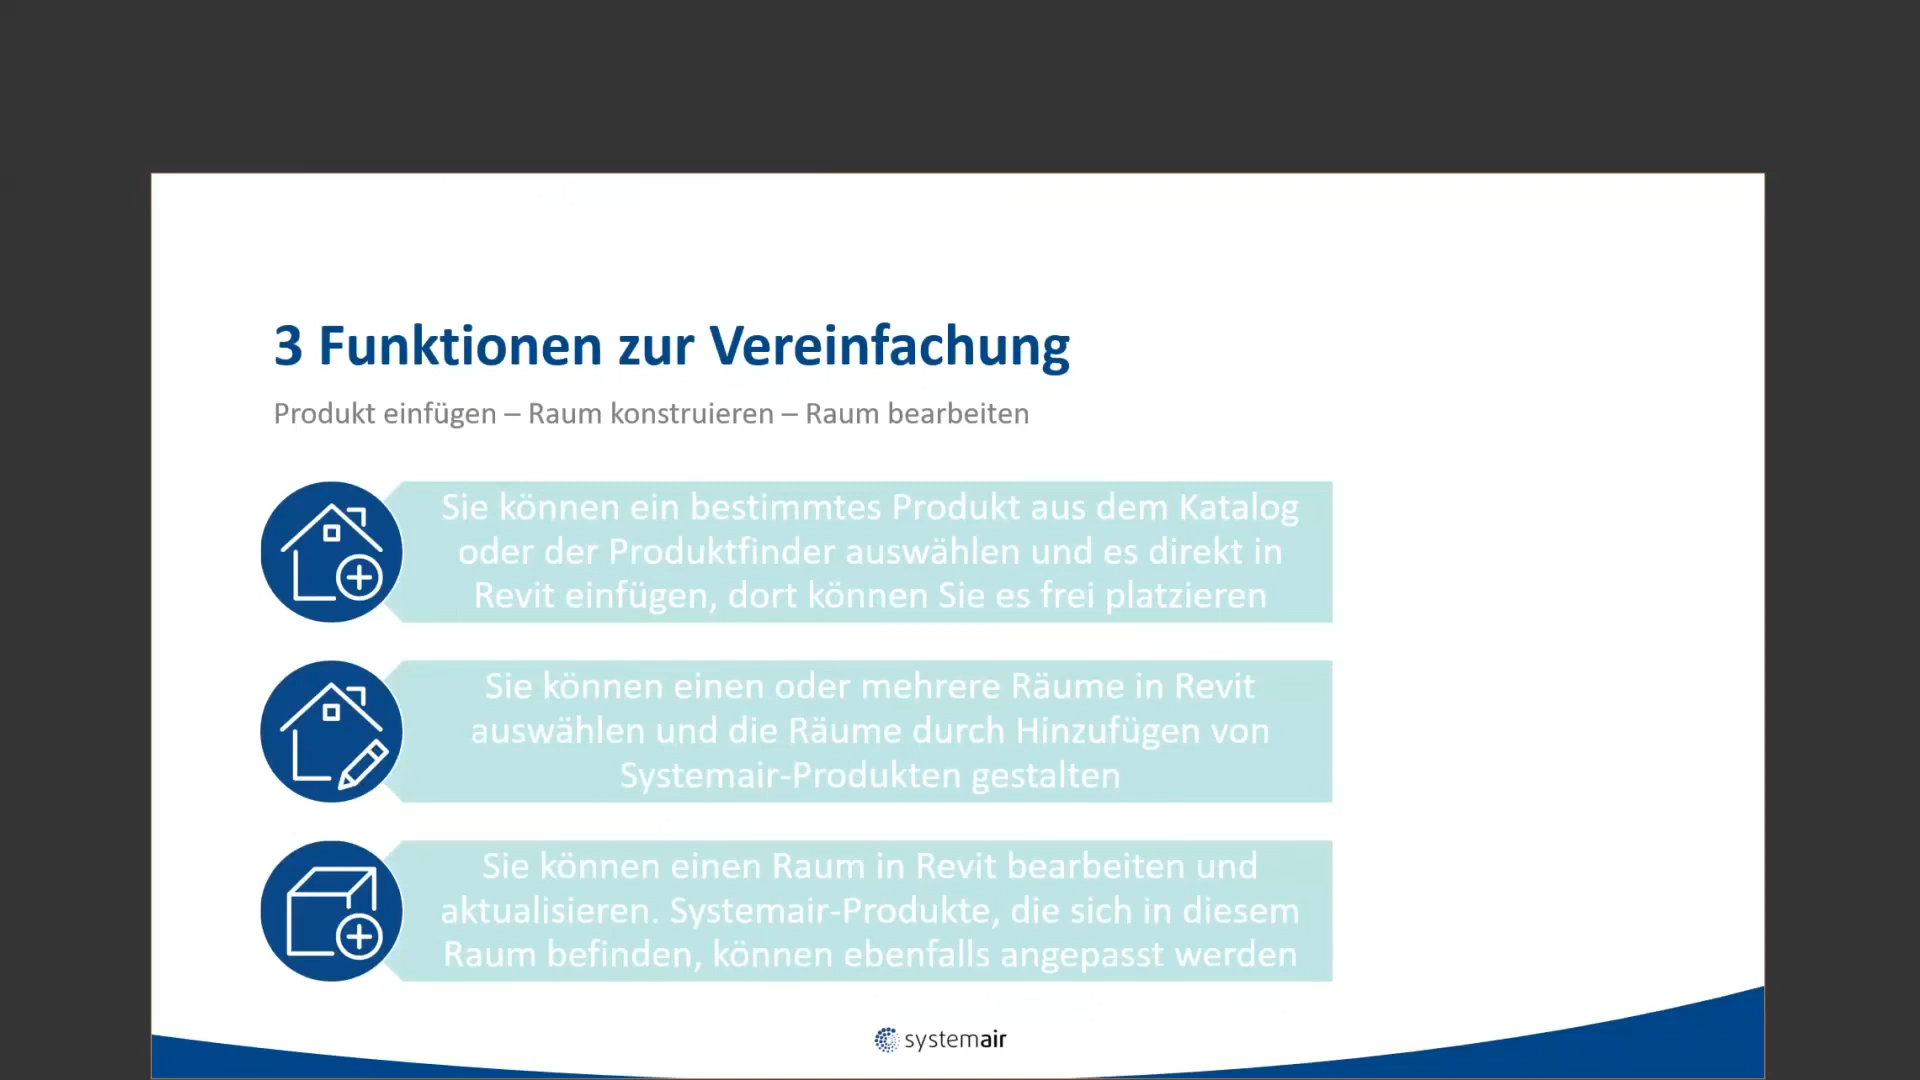 3 Funktionen zur Vereinfachung
Produkt einfügen – Raum konstruieren – Raum bearbeiten
Sie können ein bestimmtes Produkt aus dem Katalog
oder der Produktfinder auswählen und es direkt in
Revit einfügen, dort können Sie es frei platzieren
Sie können einen oder mehrere Räume in Revit
auswählen und die Räume durch Hinzufügen von
Systemair-Produkten gestalten
Sie können einen Raum in Revit bearbeiten und
aktualisieren. Systemair-Produkte, die sich in diesem
Raum befinden, können ebenfalls angepasst werden
systemair